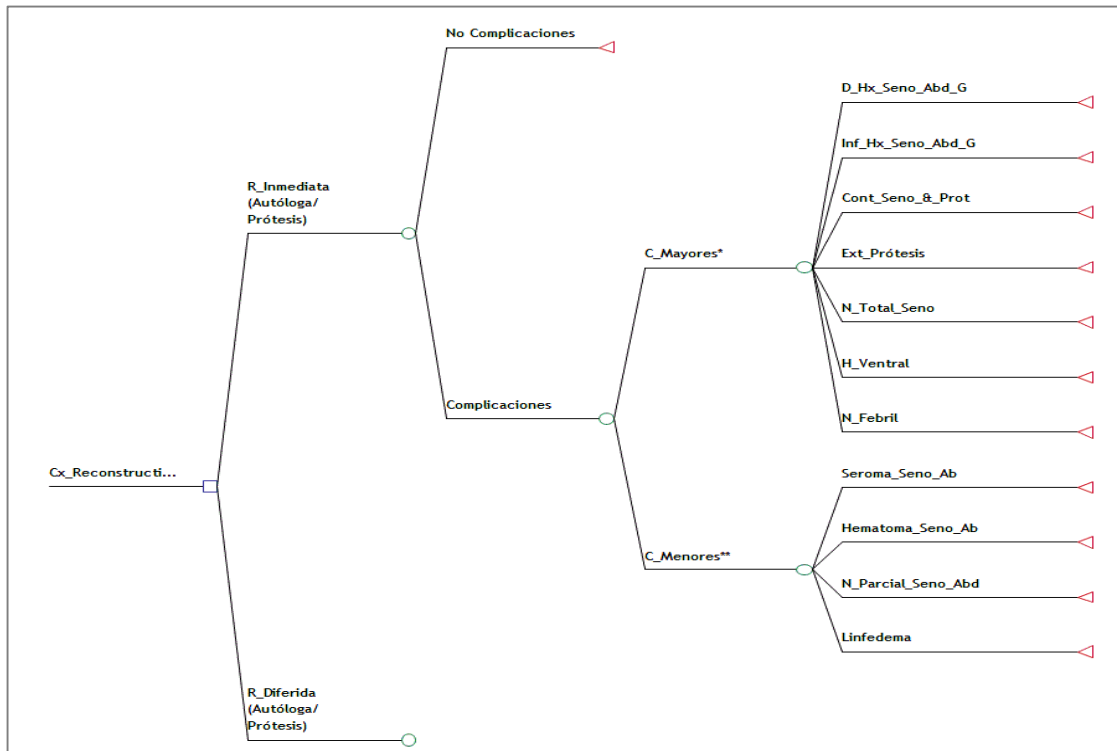 No Complicaciones
D_Hx_Seno_Abd_G
Inf_Hx_Seno_Abd_G
R_Inmediata
(Autóloga/
Prótesis)
Cont_Seno_&_Prot
C_Mayores*
Ext_Prótesis
N_Total_Seno
H_Ventral
Complicaciones
N_Febril
Cx_Reconstructi...
Seroma_Seno_Ab
Hematoma_Seno_Ab
C_Menores**
N_Parcial_Seno_Abd
Linfedema
R_Diferida
(Autóloga/
Prótesis)